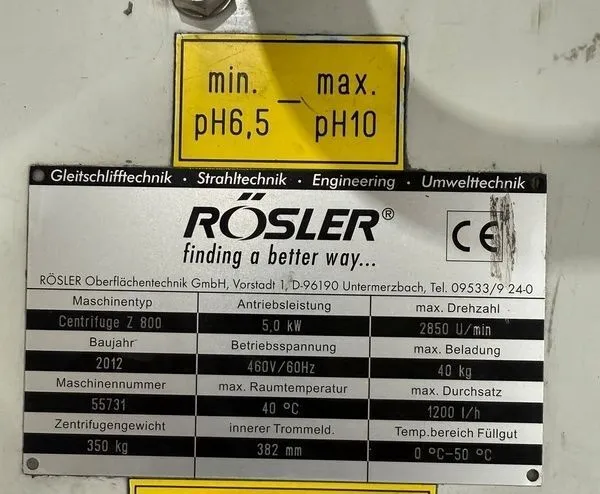 min. – max.
pH6,5 pH10
Gleitschlifftechnik · Strahltechnik · Engineering · Umwelttechnik
RÖSLER®
finding a better way...
CE
RÖSLER Oberflächentechnik GmbH, Vorstadt 1, D-96190 Untermerzbach, Tel. 09533/9 24-0
Maschinentyp Antriebsleistung max. Drehzahl
Centrifuge Z 800 5,0 kW 2850 U/min
Baujahr Betriebsspannung max. Beladung
2012 460V/60Hz 40 kg
Maschinennummer max. Raumtemperatur max. Durchsatz
55731 40 °C 1200 l/h
Zentrifugengewicht innerer Trommeld. Temp.bereich Füllgut
350 kg 382 mm 0 °C-50 °C